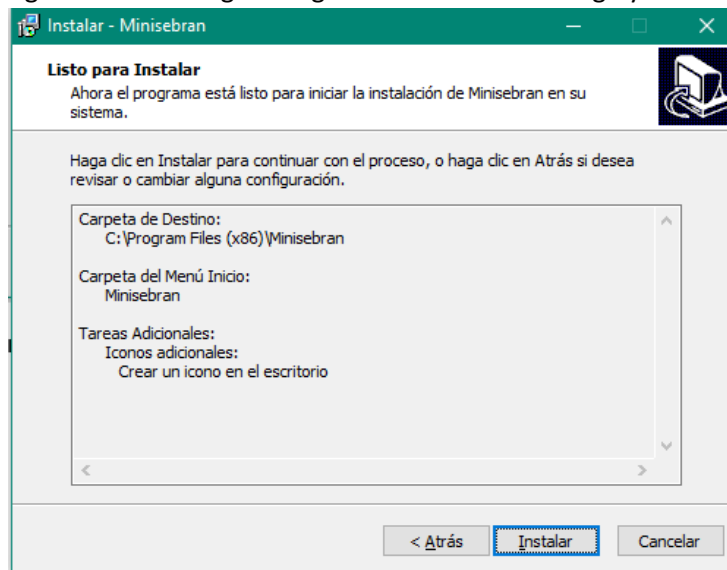 Instalar - Minisebran
Listo para Instalar
Ahora el programa está listo para iniciar la instalación de Minisebran en su
sistema.
Haga clic en Instalar para continuar con el proceso, o haga clic en Atrás si desea
revisar o cambiar alguna configuración.
Carpeta de Destino:
C:\Program Files (x86)\Minisebran
Carpeta del Menú Inicio:
Minisebran
Tareas Adicionales:
Iconos adicionales:
Crear un icono en el escritorio
< Atrás
Instalar
Cancelar